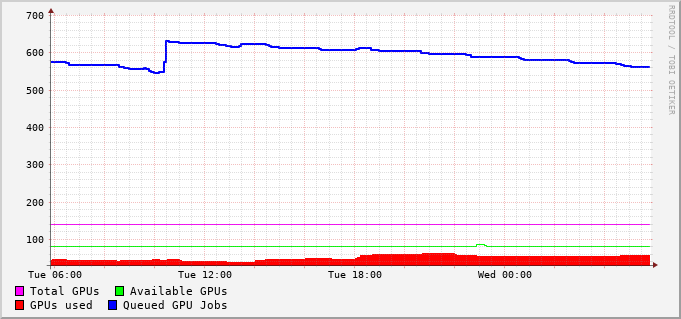 700
600
500
400
300
200
100
Tue 06:00 Tue 12:00 Tue 18:00 Wed 00:00
Total GPUs Available GPUs
GPUs used Queued GPU Jobs
RRDTOOL / TOBI OETIKER